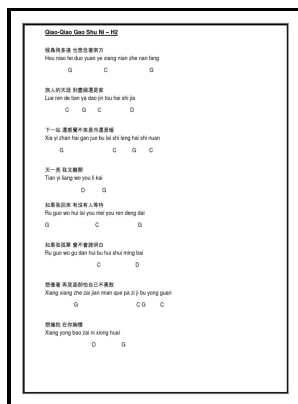 Qiao-Qiao Gao Shu Ni – H2
候鳥飛多遠 也想念著南方
Hou niao fei duo yuan ye xiang nian zhe nan fang
G C G
旅人的天涯 到盡頭還是家
Lue ren de lian ya dao jin tou hai shi jia
C G C D
下一站 還感覺不來是冷還是暖
Xia yi zhan hai gan jue bu lai shi leng hai shi nuan
G C G C
天一亮 我又離開
Tian yi liang wo you li kai
D G
如果我回來 有沒有人等待
Ru guo wo hui lai you mei you ren deng dai
G C G
如果我孤單 會不會誰明白
Ru guo wo gu dan hui bu hui shui ming bai
C D
想像著 再見面卻怕自己不勇敢
Xiang xiang zhe zai jian mian que pa zi ji bu yong guan
G C G C
想擁抱 在你胸懷
Xiang yong bao zai ni xiong huai
D G